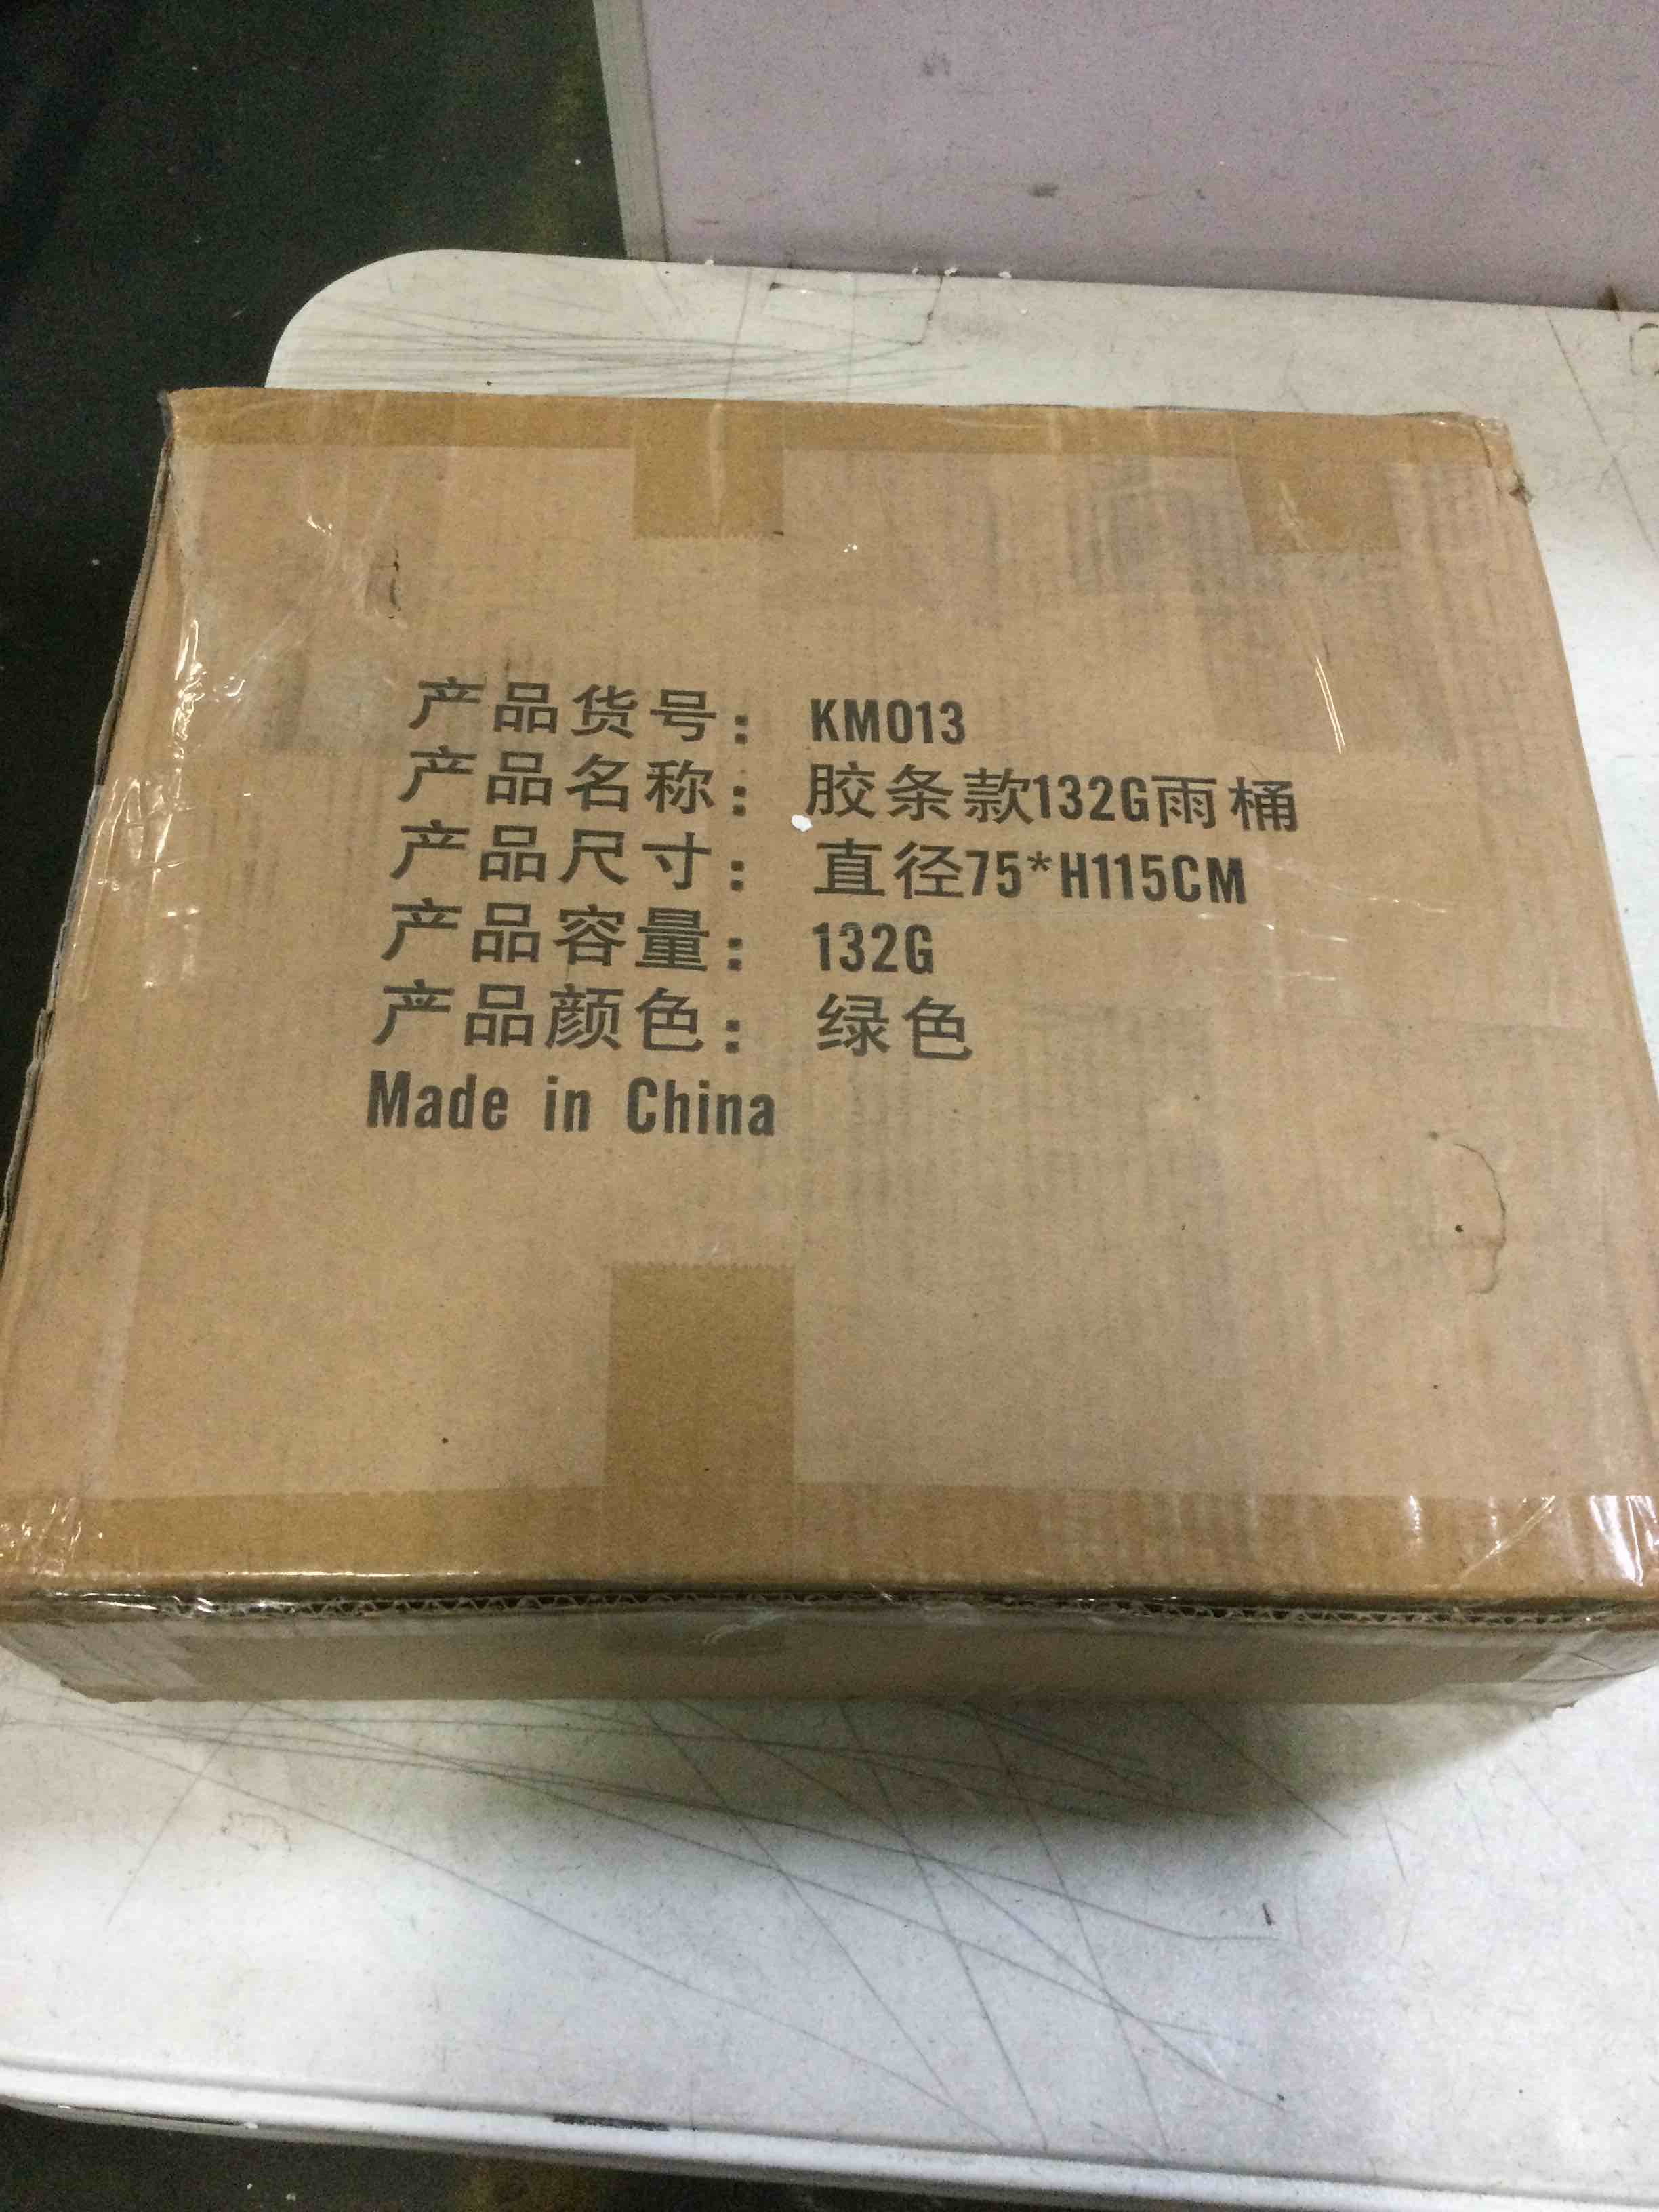 产品货号： KM013
产品名称： 胶条款132G雨桶
产品尺寸： 直径75*H115CM
产品容量： 132G
产品颜色： 绿色
Made in China